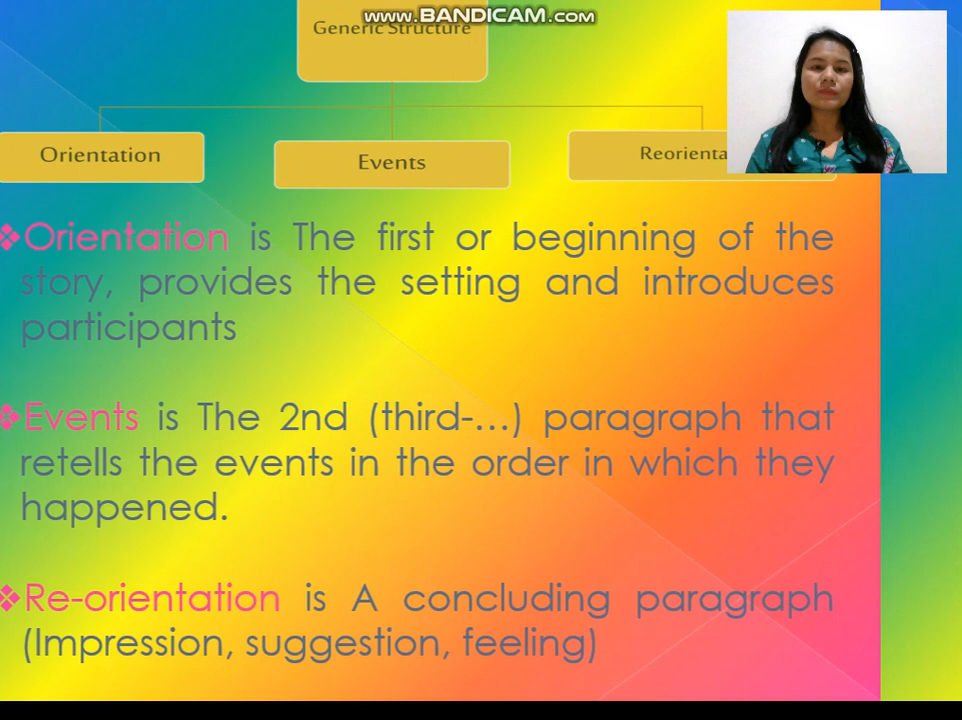 www.BANDICAM.com
Generic Structure
Orientation
Events
Reorienta
❖Orientation is The first or beginning of the
story, provides the setting and introduces
participants
❖Events is The 2nd (third-...) paragraph that
retells the events in the order in which they
happened.
❖Re-orientation is A concluding paragraph
(Impression, suggestion, feeling)